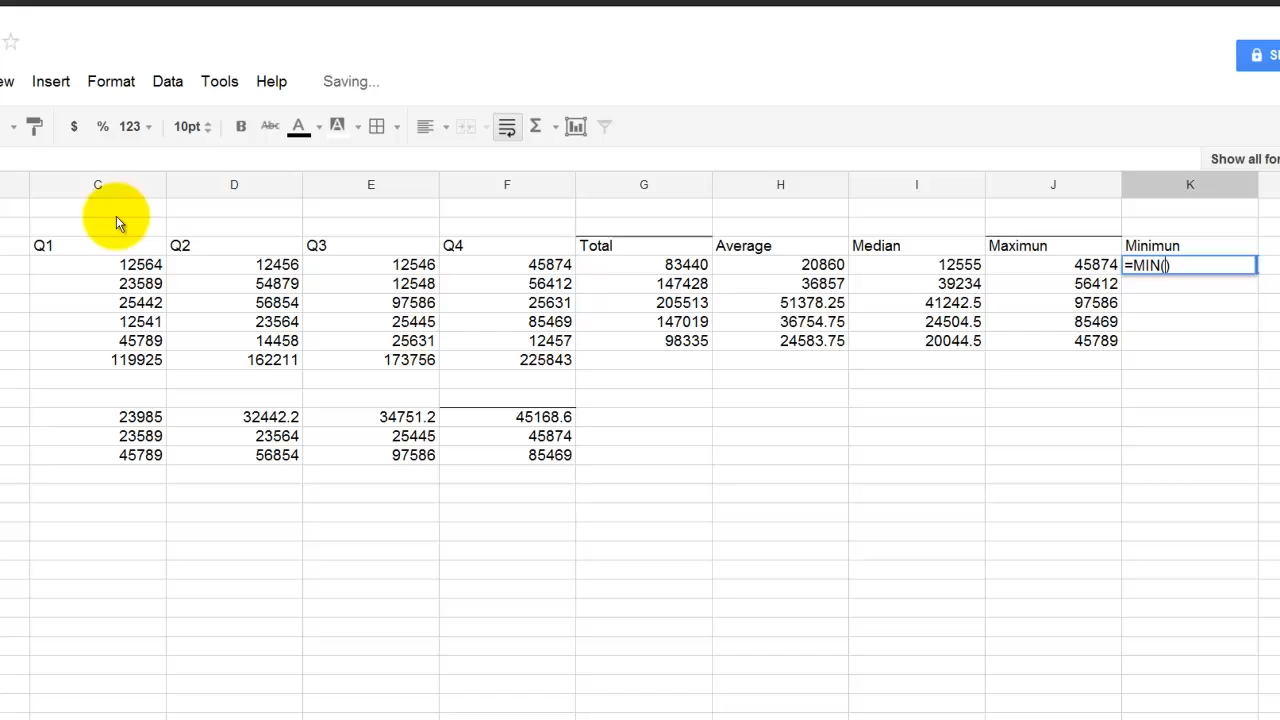 ew Insert Format Data Tools Help Saving...
$ % 123 10pt B Abc A A Σ
Show all for
C D E F G H I J K
Q1 Q2 Q3 Q4 Total Average Median Maximun Minimun
12564 12456 12546 45874 83440 20860 12555 45874 =MIN()
23589 54879 12548 56412 147428 36857 39234 56412
25442 56854 97586 25631 205513 51378.25 41242.5 97586
12541 23564 25445 85469 147019 36754.75 24504.5 85469
45789 14458 25631 12457 98335 24583.75 20044.5 45789
119925 162211 173756 225843
23985 32442.2 34751.2 45168.6
23589 23564 25445 45874
45789 56854 97586 85469